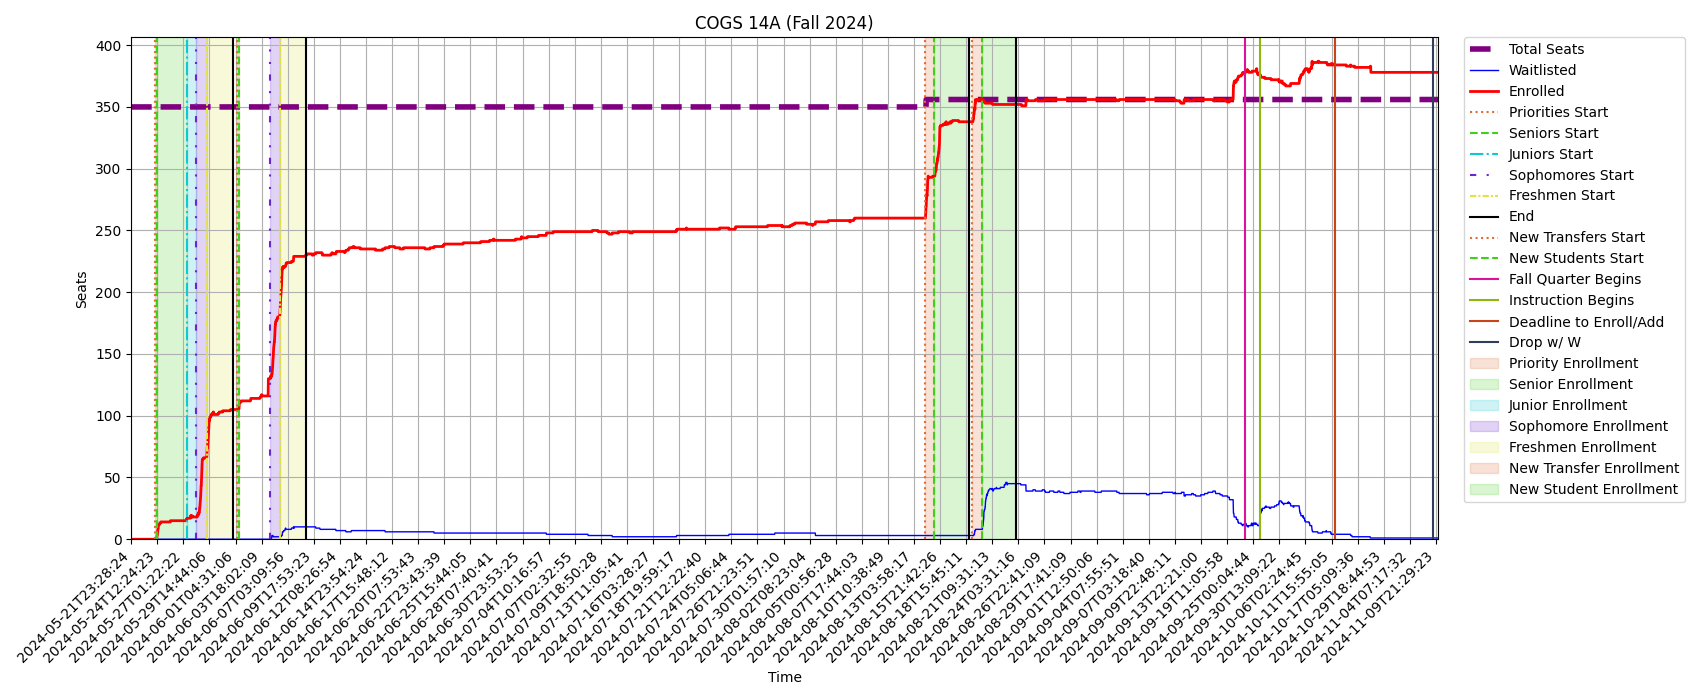 COGS 14A (Fall 2024)
Seats
400
350
300
250
200
150
100
50
0
2024-05-21T23:28:24
2024-05-24T12:24:23
2024-05-27T01:22:22
2024-05-29T14:44:06
2024-06-01T04:31:06
2024-06-03T18:02:09
2024-06-07T03:09:56
2024-06-09T17:53:23
2024-06-12T08:26:54
2024-06-14T23:54:24
2024-06-17T15:48:12
2024-06-20T07:53:43
2024-06-22T23:43:39
2024-06-25T15:44:05
2024-06-28T07:40:41
2024-06-30T23:53:25
2024-07-04T10:16:57
2024-07-07T02:32:55
2024-07-09T18:50:28
2024-07-13T11:05:41
2024-07-16T03:28:27
2024-07-18T19:59:17
2024-07-21T12:22:40
2024-07-24T05:06:44
2024-07-26T21:23:51
2024-07-30T01:57:10
2024-08-02T08:23:04
2024-08-05T00:56:28
2024-08-07T17:44:03
2024-08-10T10:38:49
2024-08-13T03:58:17
2024-08-15T21:42:26
2024-08-18T15:45:11
2024-08-21T09:31:13
2024-08-24T03:31:16
2024-08-26T22:41:09
2024-08-29T17:41:09
2024-09-01T12:50:06
2024-09-04T07:55:51
2024-09-07T03:18:40
2024-09-09T22:48:11
2024-09-13T22:21:00
2024-09-19T11:05:58
2024-09-25T00:04:44
2024-09-30T13:09:22
2024-10-06T02:24:45
2024-10-11T15:55:05
2024-10-17T05:09:36
2024-10-29T18:44:53
2024-11-04T07:17:32
2024-11-09T21:29:23
Time
Total Seats
Waitlisted
Enrolled
Priorities Start
Seniors Start
Juniors Start
Sophomores Start
Freshmen Start
End
New Transfers Start
New Students Start
Fall Quarter Begins
Instruction Begins
Deadline to Enroll/Add
Drop w/ W
Priority Enrollment
Senior Enrollment
Junior Enrollment
Sophomore Enrollment
Freshmen Enrollment
New Transfer Enrollment
New Student Enrollment